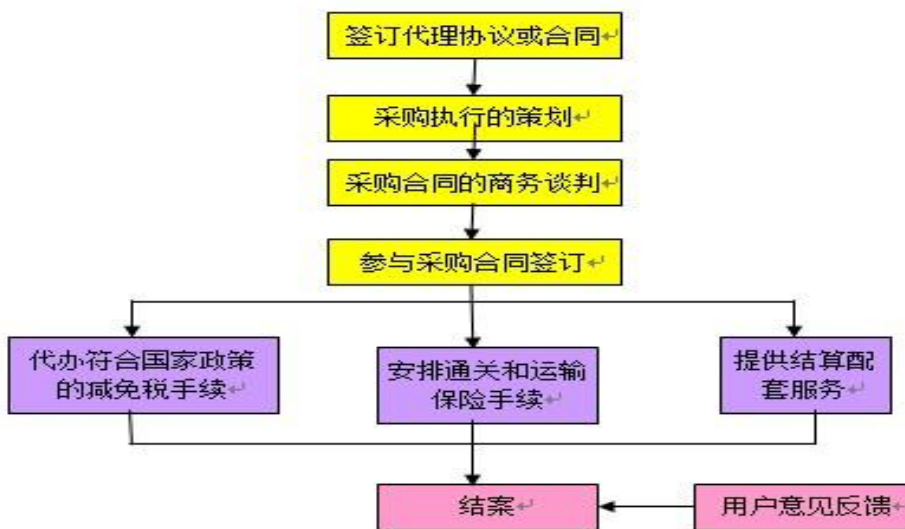 签订代理协议或合同↵
采购执行的策划↵
采购合同的商务谈判↵
参与采购合同签订↵
代办符合国家政策
的减免税手续↵
安排通关和运输
保险手续↵
提供结算配
套服务↵
结案↵
用户意见反馈↵